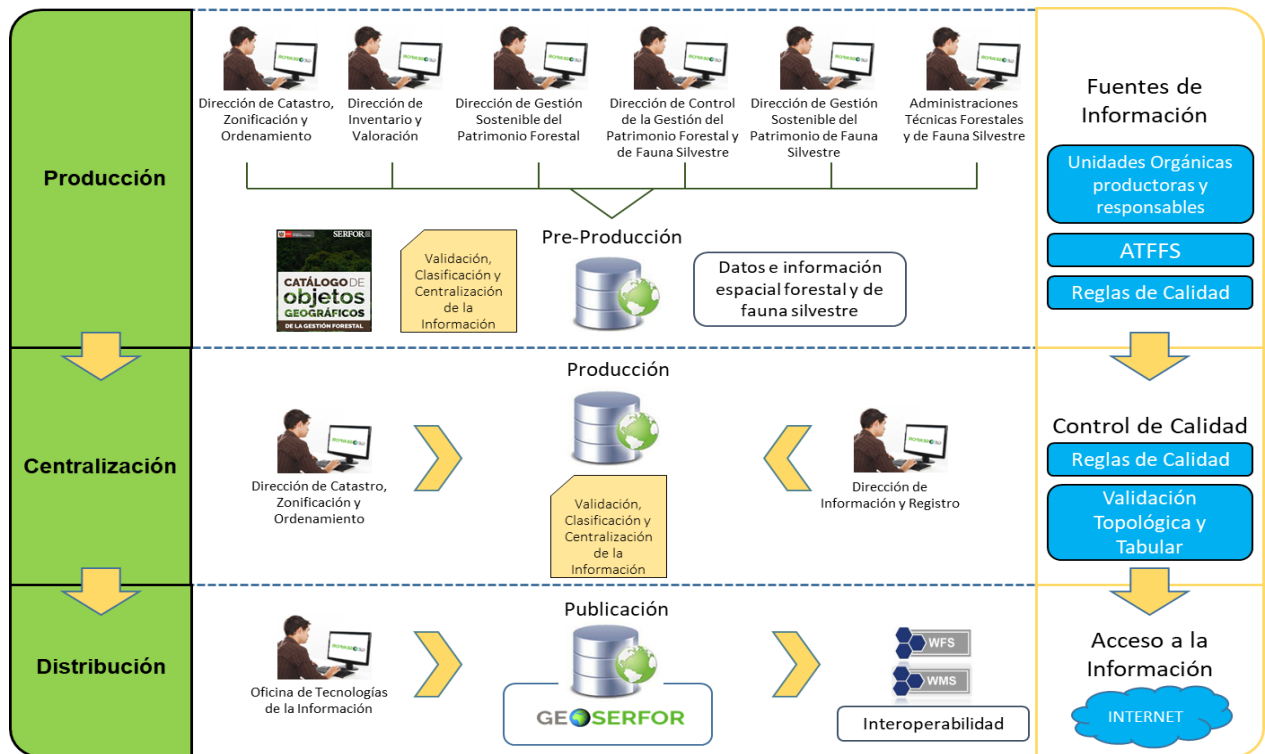 Producción
Dirección de Catastro,
Zonificación y
Ordenamiento
Dirección de
Inventario y
Valoración
Dirección de Gestión
Sostenible del
Patrimonio Forestal
Dirección de Control
de la Gestión del
Patrimonio Forestal y
de Fauna Silvestre
Dirección de Gestión
Sostenible del
Patrimonio de Fauna
Silvestre
Administraciones
Técnicas Forestales
y de Fauna Silvestre
Fuentes de
Información
Unidades Orgánicas
productoras y
responsables
ATFFS
Reglas de Calidad
SERFOR
CATÁLOGO DE
objetos
GEOGRÁFICOS
DE LA GESTIÓN FORESTAL
Validación,
Clasificación y
Centralización
de la
Información
Pre-Producción
Datos e información
espacial forestal y de
fauna silvestre
Centralización
Dirección de Catastro,
Zonificación y
Ordenamiento
Producción
Validación,
Clasificación y
Centralización
de la
Información
Dirección de
Información y Registro
Control de Calidad
Reglas de Calidad
Validación
Topológica y
Tabular
Distribución
Oficina de Tecnologías
de la Información
Publicación
GEOSERFOR
WFS
WMS
Interoperabilidad
Acceso a la
Información
INTERNET